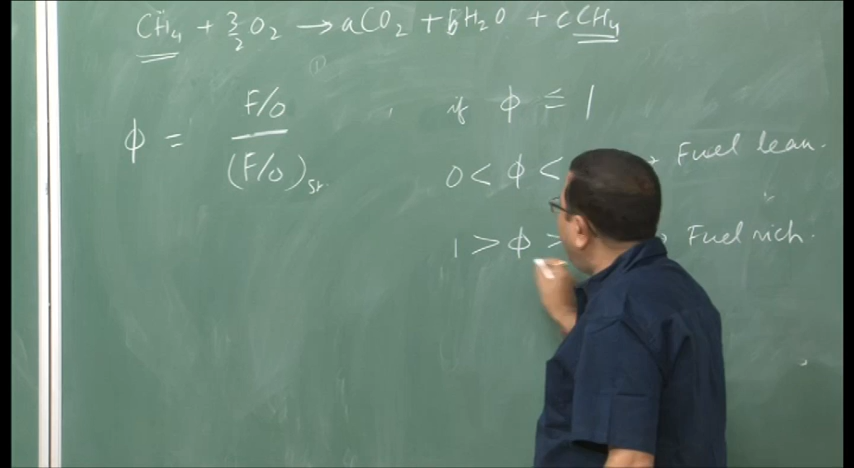 CH₄ + 3/2 O₂ → aCO₂ + bH₂O + cCH₄
①
ϕ = F/O / (F/O)st.
if ϕ = 1
0 < ϕ < Fuel lean.
1 > ϕ > Fuel rich.